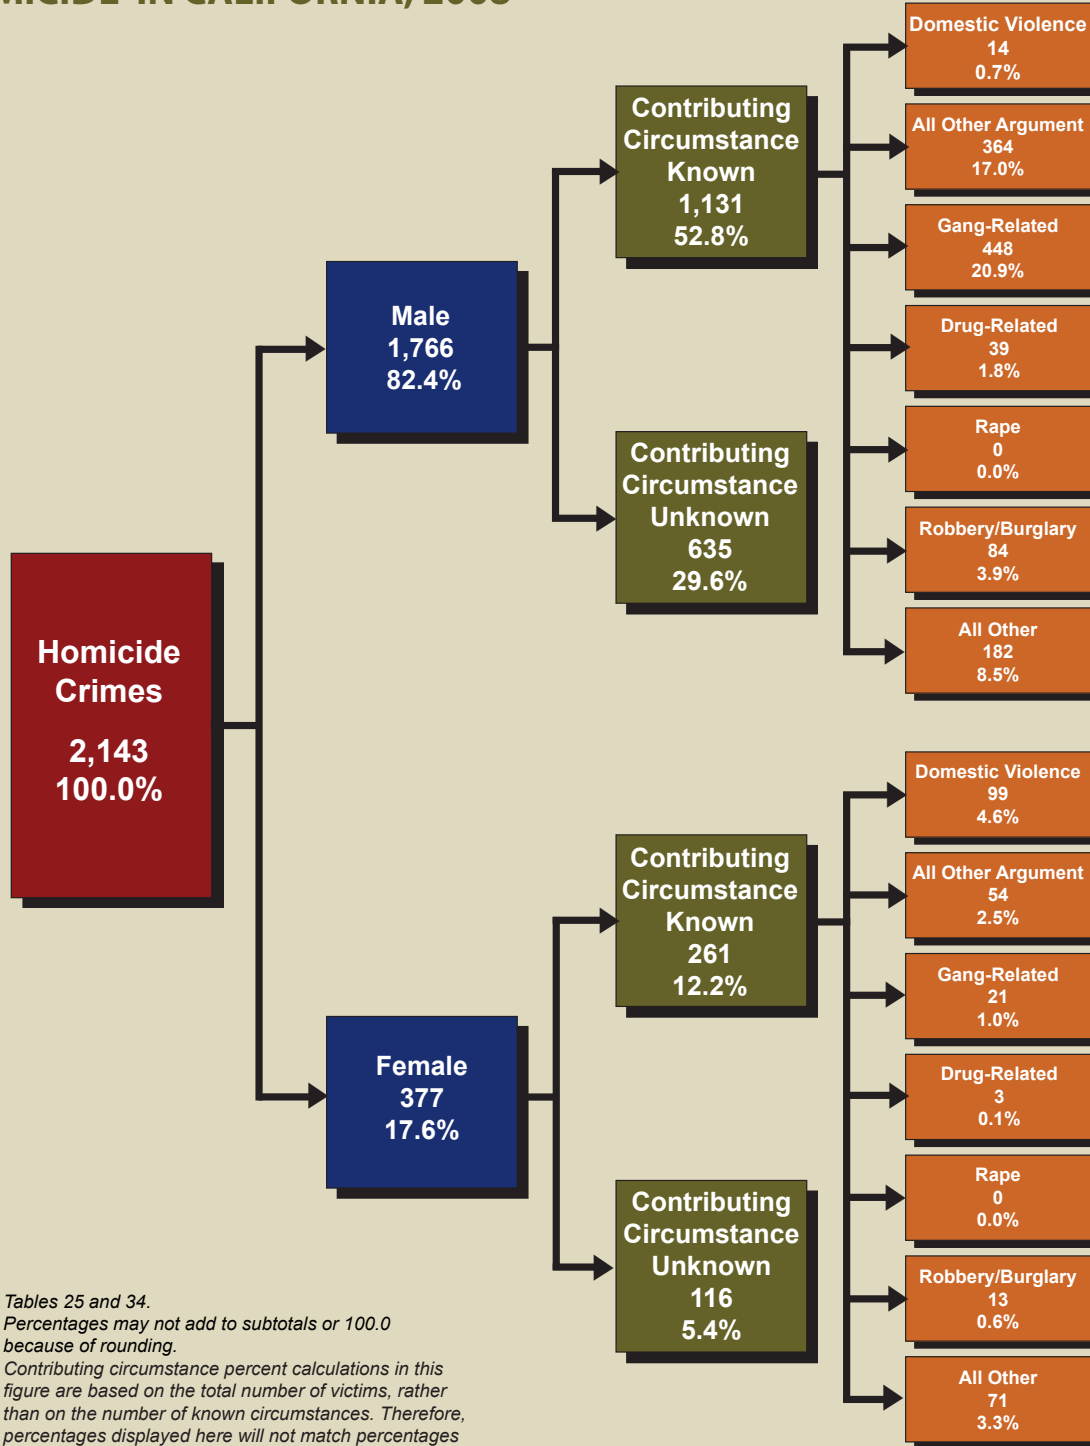 IN CALIFORNIA,
Homicide
Crimes
2,143
100.0%
Male
1,766
82.4%
Female
377
17.6%
Contributing
Circumstance
Known
1,131
52.8%
Contributing
Circumstance
Unknown
635
29.6%
Contributing
Circumstance
Known
261
12.2%
Contributing
Circumstance
Unknown
116
5.4%
Domestic Violence
14
0.7%
All Other Argument
364
17.0%
Gang-Related
448
20.9%
Drug-Related
39
1.8%
Rape
0
0.0%
Robbery/Burglary
84
3.9%
All Other
182
8.5%
Domestic Violence
99
4.6%
All Other Argument
54
2.5%
Gang-Related
21
1.0%
Drug-Related
3
0.1%
Rape
0
0.0%
Robbery/Burglary
13
0.6%
All Other
71
3.3%
Tables 25 and 34.
Percentages may not add to subtotals or 100.0
because of rounding.
Contributing circumstance percent calculations in this
figure are based on the total number of victims, rather
than on the number of known circumstances. Therefore,
percentages displayed here will not match percentages